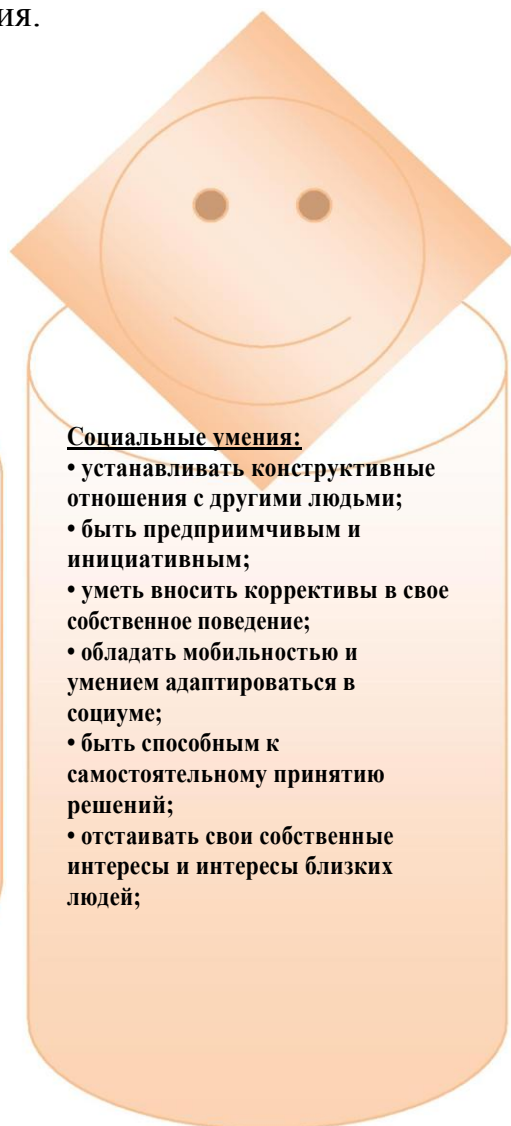 ия.
Социальные умения:
• устанавливать конструктивные
отношения с другими людьми;
• быть предприимчивым и
инициативным;
• уметь вносить коррективы в свое
собственное поведение;
• обладать мобильностью и
умением адаптироваться в
социуме;
• быть способным к
самостоятельному принятию
решений;
• отстаивать свои собственные
интересы и интересы близких
людей;